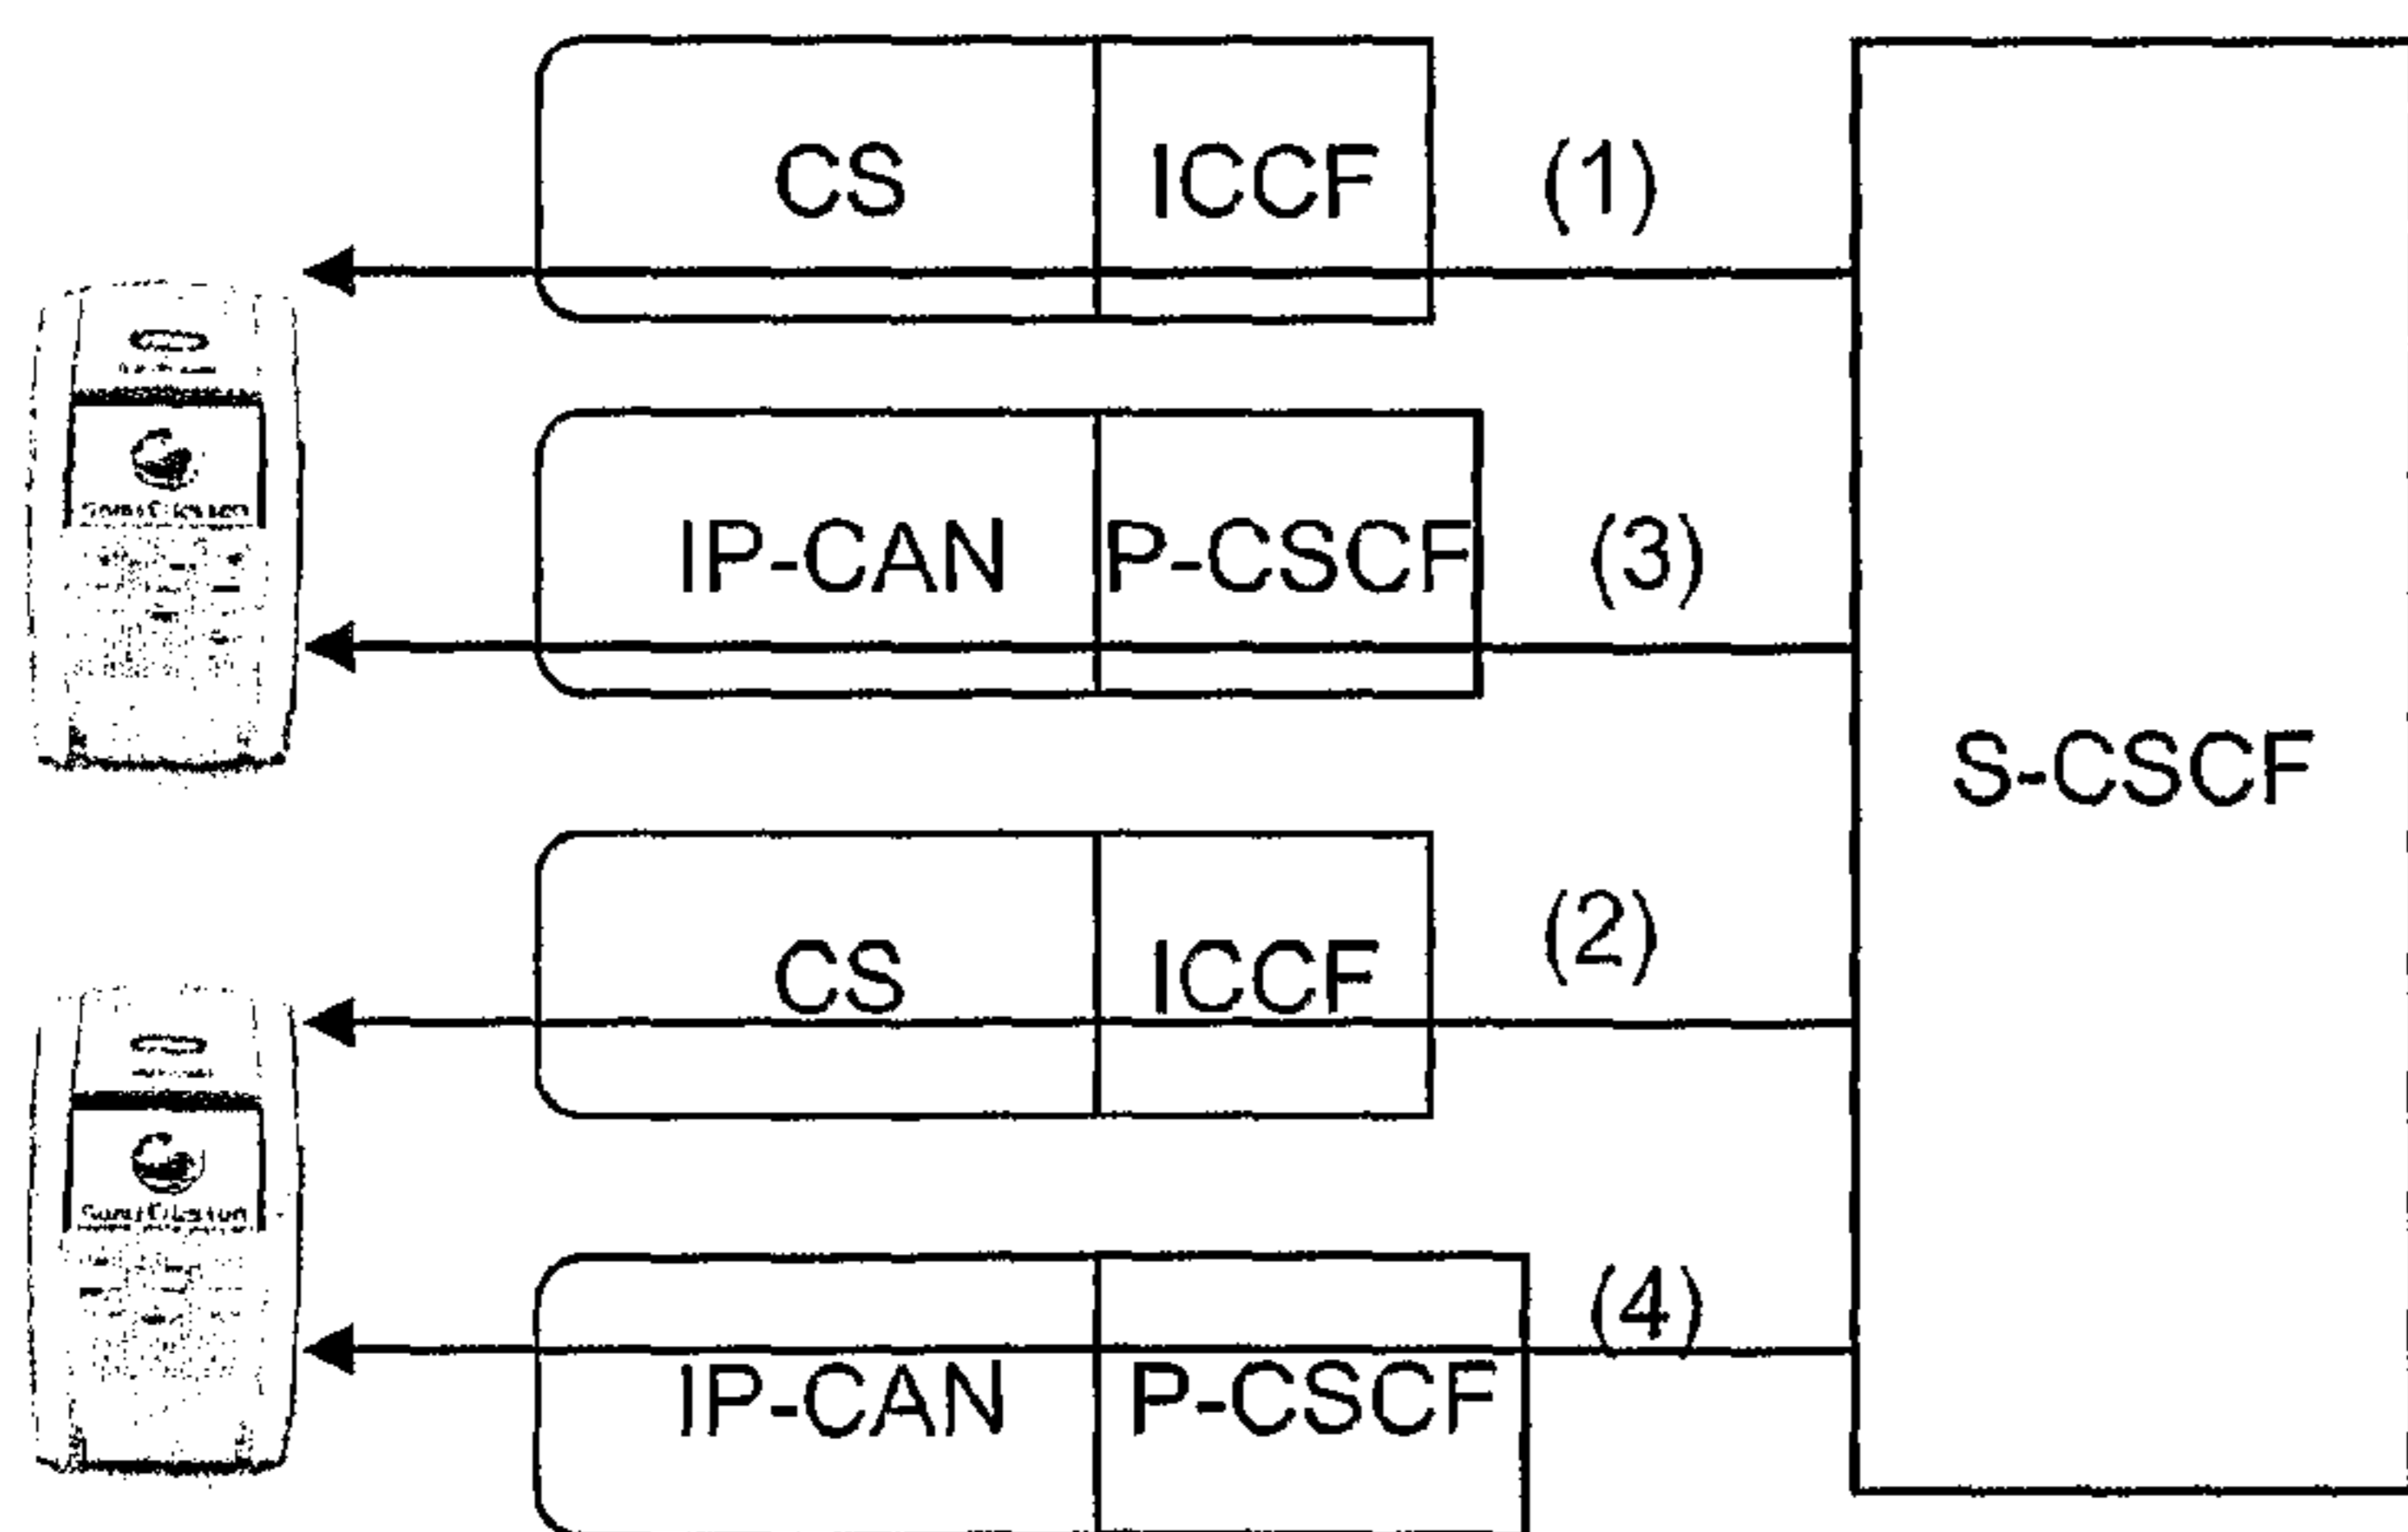 CS ICCF (1)
IP-CAN P-CSCF (3)
S-CSCF
CS ICCF (2)
IP-CAN P-CSCF (4)